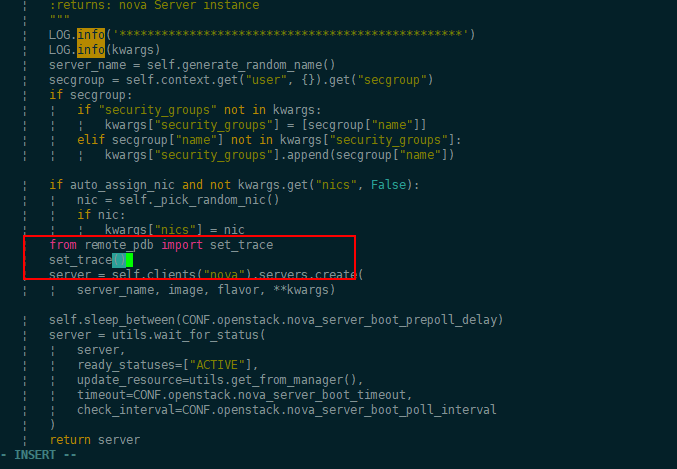 :returns: nova Server instance
"""
LOG.info('*************************************************')
LOG.info(kwargs)
server_name = self.generate_random_name()
secgroup = self.context.get("user", {}).get("secgroup")
if secgroup:
if "security_groups" not in kwargs:
kwargs["security_groups"] = [secgroup["name"]]
elif secgroup["name"] not in kwargs["security_groups"]:
kwargs["security_groups"].append(secgroup["name"])
if auto_assign_nic and not kwargs.get("nics", False):
nic = self._pick_random_nic()
if nic:
kwargs["nics"] = nic
from remote_pdb import set_trace
set_trace()
server = self.clients("nova").servers.create(
server_name, image, flavor, **kwargs)
self.sleep_between(CONF.openstack.nova_server_boot_prepoll_delay)
server = utils.wait_for_status(
server,
ready_statuses=["ACTIVE"],
update_resource=utils.get_from_manager(),
timeout=CONF.openstack.nova_server_boot_timeout,
check_interval=CONF.openstack.nova_server_boot_poll_interval
)
return server
- INSERT --